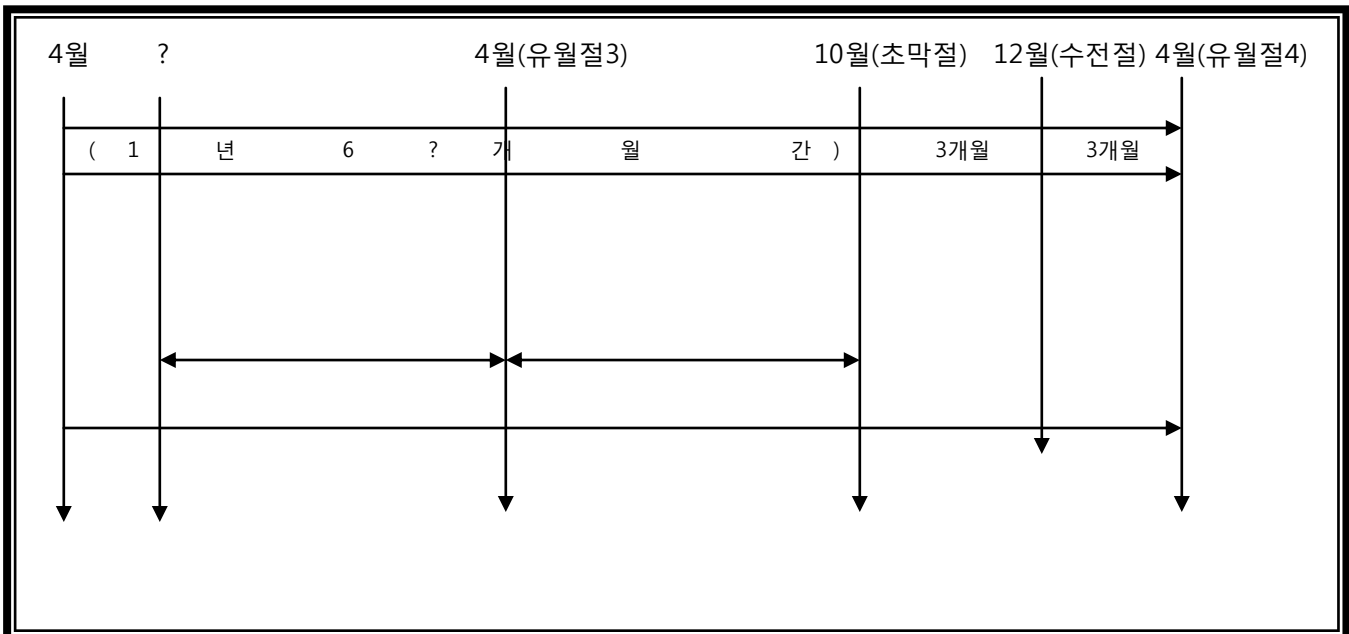 4월 ? 4월(유월절3) 10월(초막절) 12월(수전절) 4월(유월절4)
( 1 년 6 ? 개 월 간 ) 3개월 3개월